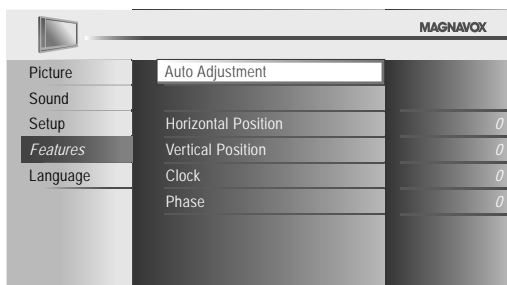 MAGNAVOX
Picture
Auto Adjustment
Sound
Setup
Horizontal Position 0
Features
Vertical Position 0
Language
Clock 0
Phase 0